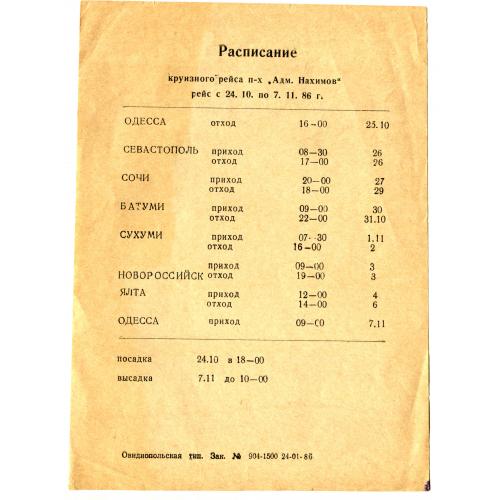 Расписание
круизного рейса п-х „Адм. Нахимов"
рейс с 24. 10. по 7. 11. 86 г.
ОДЕССА отход 16—00 25.10
СЕВАСТОПОЛЬ приход 08—30 26
отход 17—00 26
СОЧИ приход 20—00 27
отход 18—00 29
БАТУМИ приход 09—00 30
отход 22—00 31.10
СУХУМИ приход 07—30 1.11
отход 16—00 2
приход 09—00 3
НОВОРОССИЙСК отход 19—00 3
ЯЛТА приход 12—00 4
отход 14—00 6
ОДЕССА приход 09—00 7.11
посадка 24.10 в 18—00
высадка 7.11 до 10—00
Овидиопольская тип. Зак. № 904-1500 24-01-86